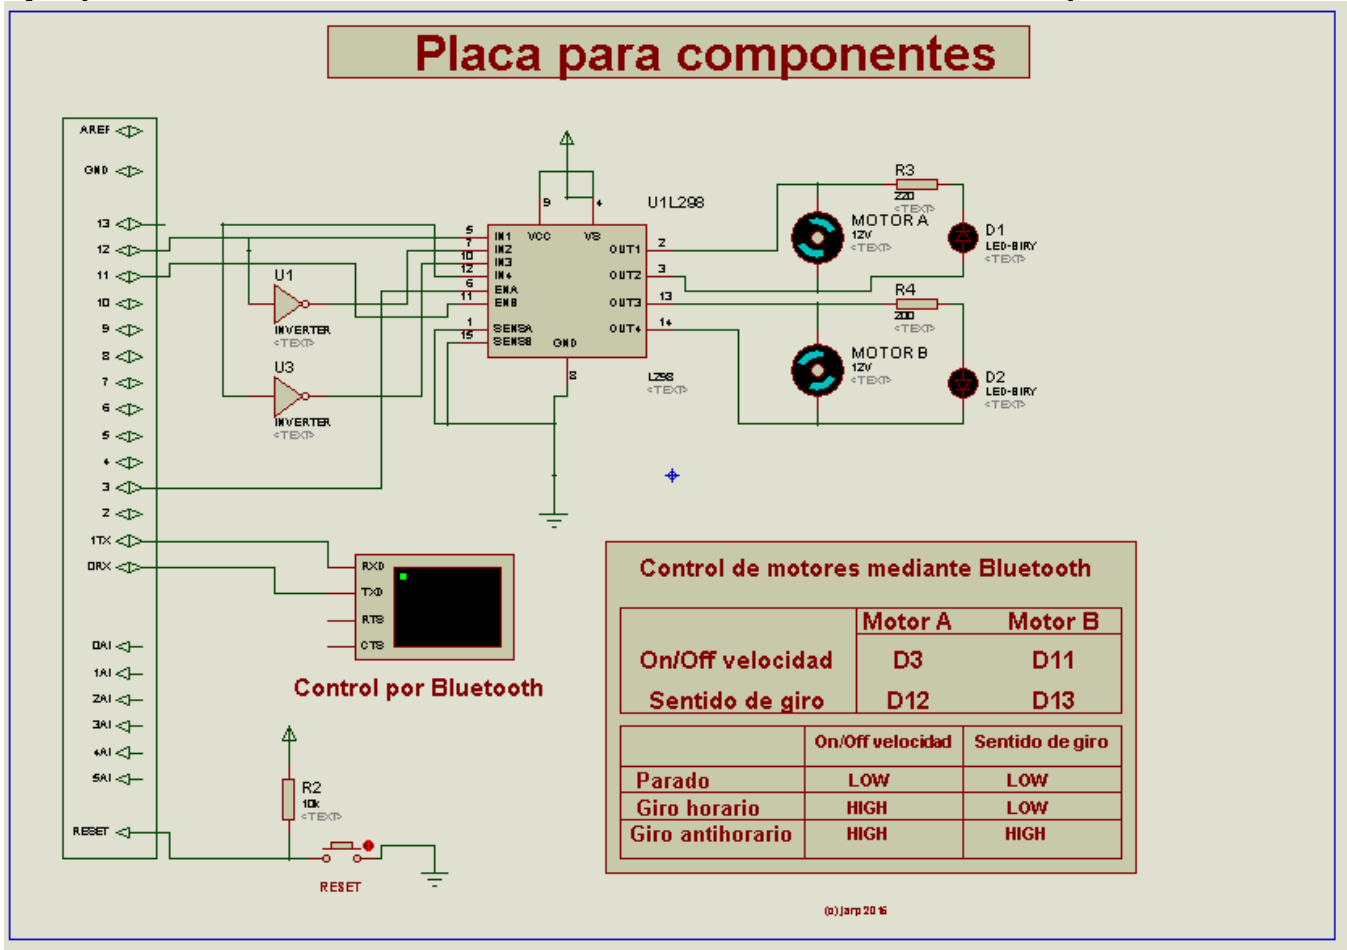 Placa para componentes
AREF
GND
13
12
11
10
9
8
7
6
5
4
3
2
1TX
0RX
0AI
1AI
2AI
3AI
4AI
5AI
RESET
U1
INVERTER
<TEXT>
U3
INVERTER
<TEXT>
9
4
U1L298
5
7
10
12
6
11
1
15
IN1
IN2
IN3
IN4
ENA
ENB
SENSA
SENSB
VCC
VS
OUT1
OUT2
OUT3
OUT4
GND
2
3
13
14
8
L298
<TEXT>
R3
220
<TEXT>
MOTOR A
12V
<TEXT>
D1
LED-BIRY
<TEXT>
R4
200
<TEXT>
MOTOR B
12V
<TEXT>
D2
LED-BIRY
<TEXT>
RXD
TXD
RTS
CTS
Control por Bluetooth
R2
10k
<TEXT>
RESET
Control de motores mediante Bluetooth
Motor A Motor B
On/Off velocidad D3 D11
Sentido de giro D12 D13
On/Off velocidad Sentido de giro
Parado LOW LOW
Giro horario HIGH LOW
Giro antihorario HIGH HIGH
(c) jarp 2016